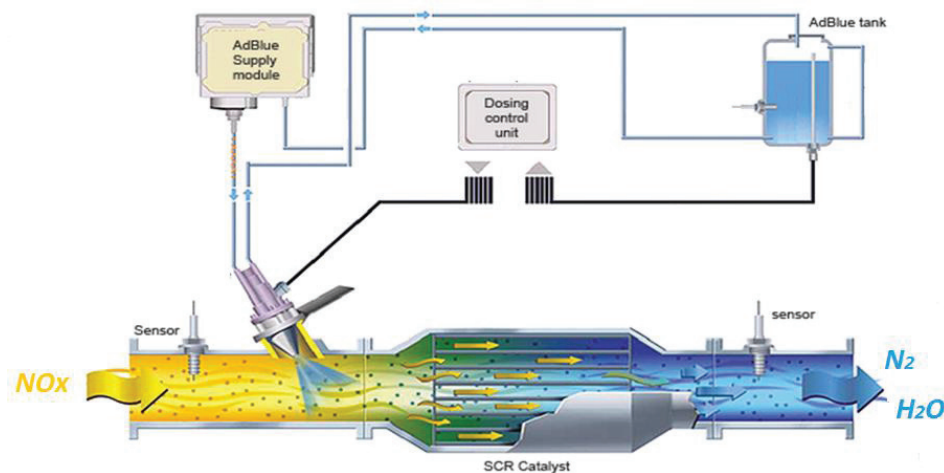 AdBlue tank
AdBlue
Supply
module
Dosing
control
unit
Sensor
sensor
NOx
N2
H2O
SCR Catalyst